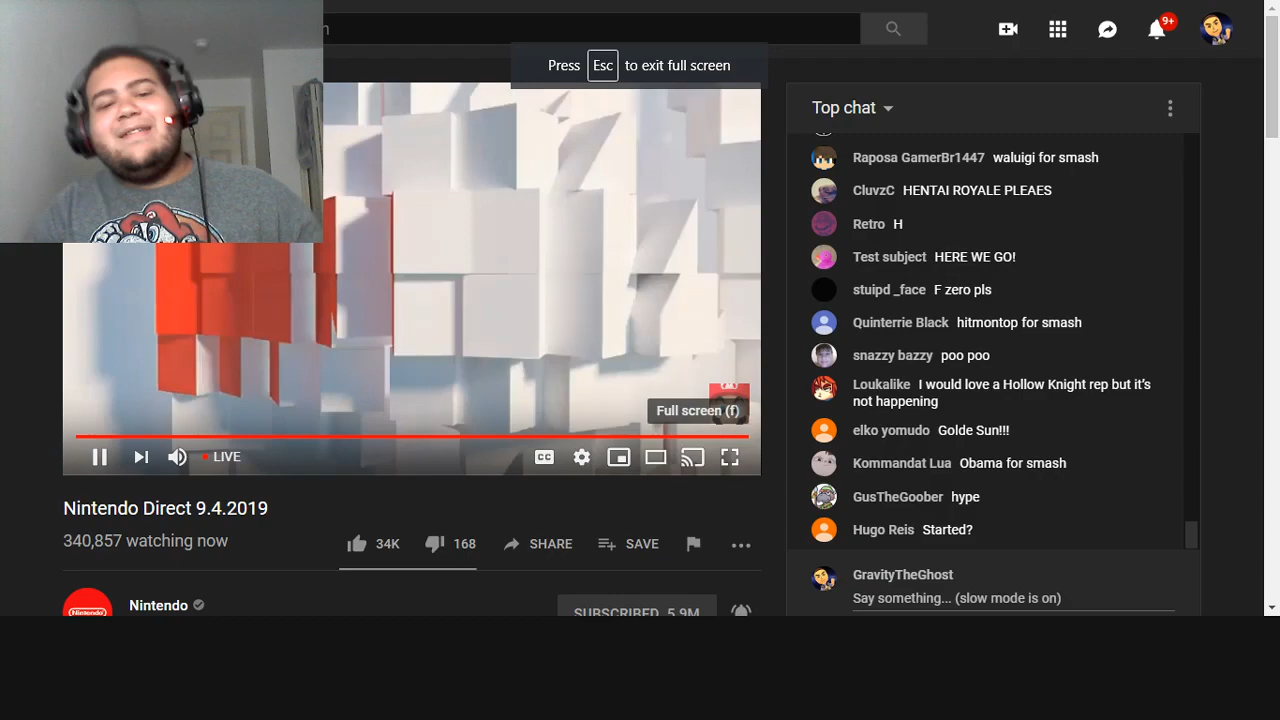 n
Press Esc to exit full screen
9+
Top chat
Raposa GamerBr1447 waluigi for smash
CluvzC HENTAI ROYALE PLEAES
Retro H
Test subject HERE WE GO!
stuipd _face F zero pls
Quinterrie Black hitmontop for smash
snazzy bazzy poo poo
Loukalike I would love a Hollow Knight rep but it's
not happening
elko yomudo Golde Sun!!!
Kommandat Lua Obama for smash
GusTheGoober hype
Hugo Reis Started?
GravityTheGhost
Say something... (slow mode is on)
Full screen (f)
LIVE
CC
Nintendo Direct 9.4.2019
340,857 watching now
34K
168
SHARE
SAVE
Nintendo
Nintendo
SUBSCRIBED 5.9M